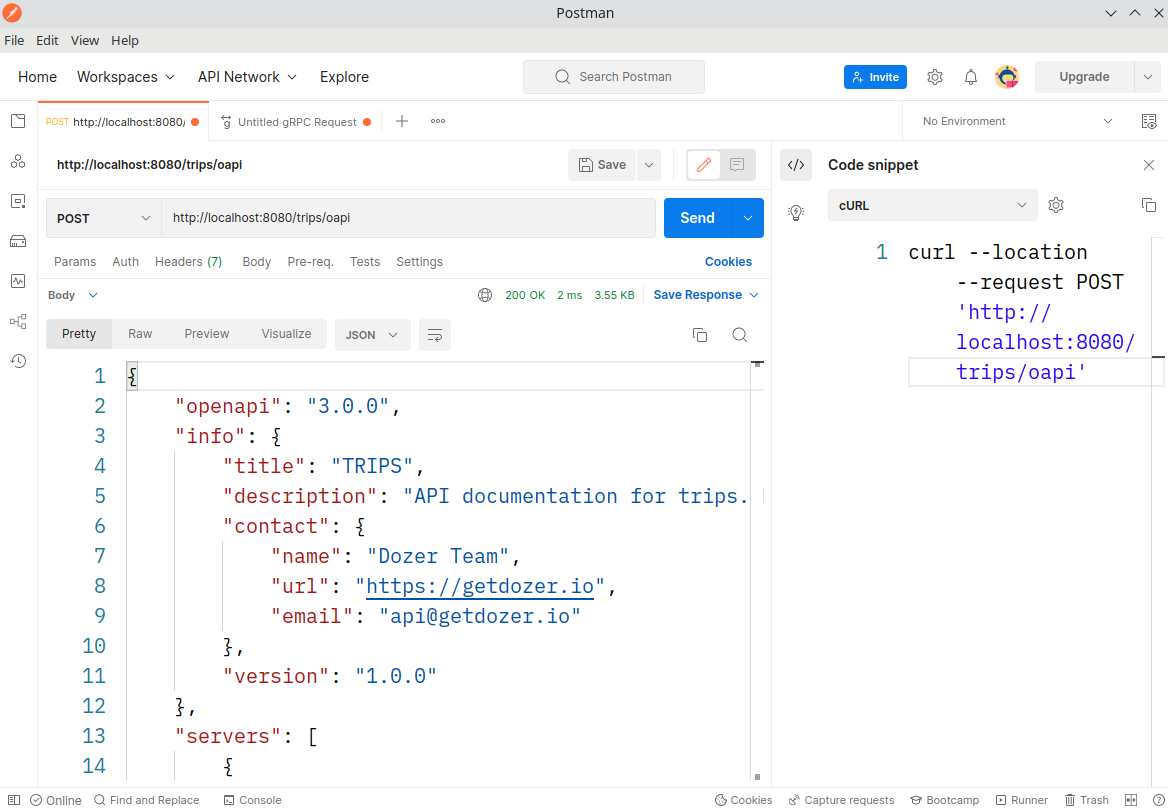 Postman
File Edit View Help
Home Workspaces API Network Explore Search Postman Invite Upgrade
POST http://localhost:8080/ Untitled gRPC Request No Environment
http://localhost:8080/trips/oapi Save
POST http://localhost:8080/trips/oapi Send
Params Auth Headers (7) Body Pre-req. Tests Settings Cookies
Body 200 OK 2 ms 3.55 KB Save Response
Pretty Raw Preview Visualize JSON
1 {
2 "openapi": "3.0.0",
3 "info": {
4 "title": "TRIPS",
5 "description": "API documentation for trips.
6 "contact": {
7 "name": "Dozer Team",
8 "url": "https://getdozer.io",
9 "email": "api@getdozer.io"
10 },
11 "version": "1.0.0"
12 },
13 "servers": [
14 {
</> Code snippet
cURL
1 curl --location
--request POST
'http://
localhost:8080/
trips/oapi'
Online Find and Replace Console Cookies Capture requests Bootcamp Runner Trash